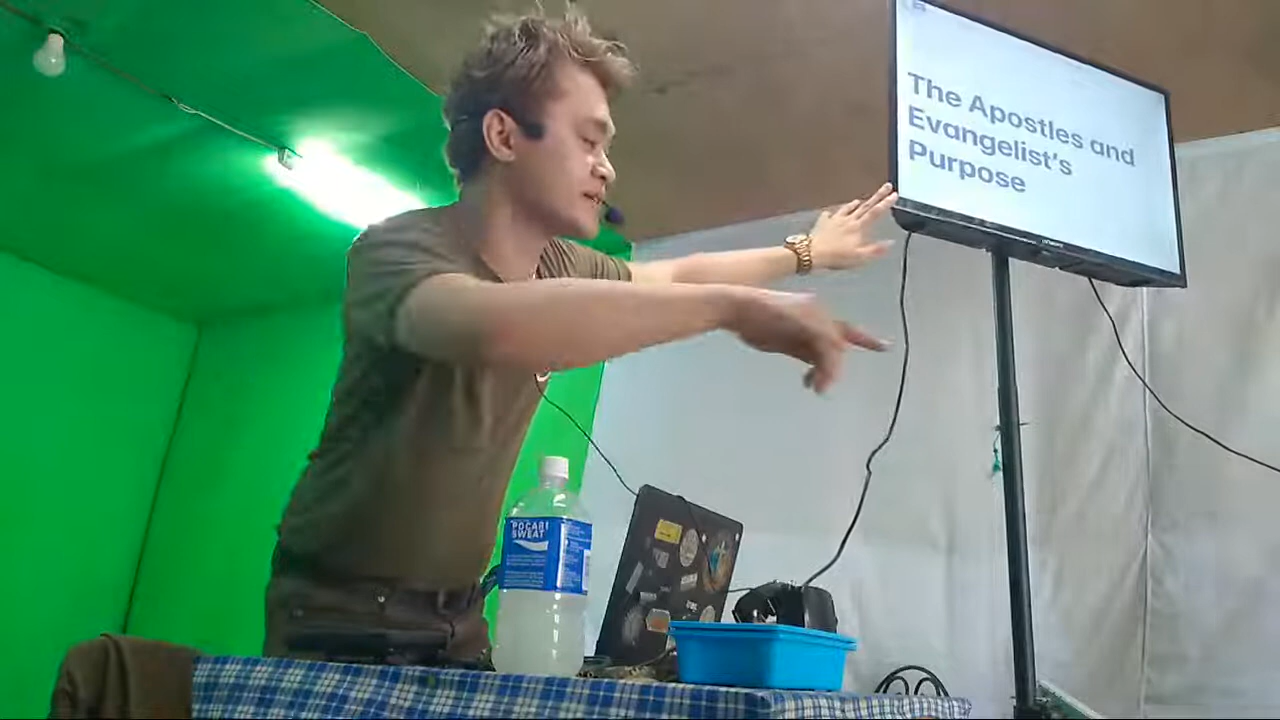 The Apostles and
Evangelist's
Purpose
POCARI
SWEAT